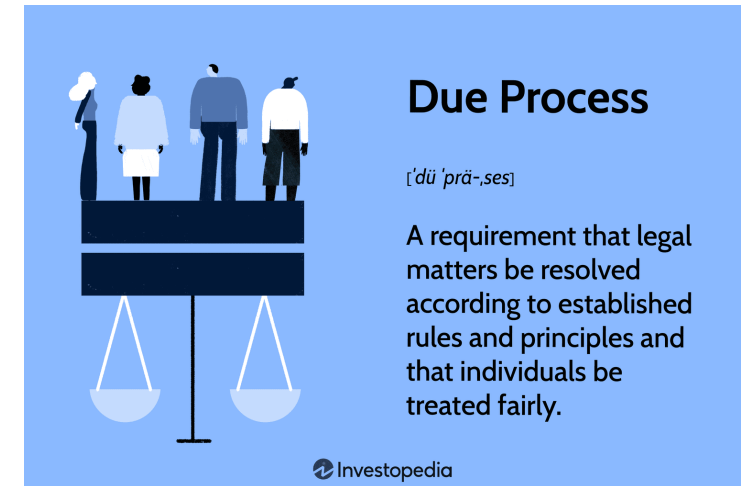 Due Process
[ˈdü ˈprä-ˌses]
A requirement that legal
matters be resolved
according to established
rules and principles and
that individuals be
treated fairly.
Investopedia